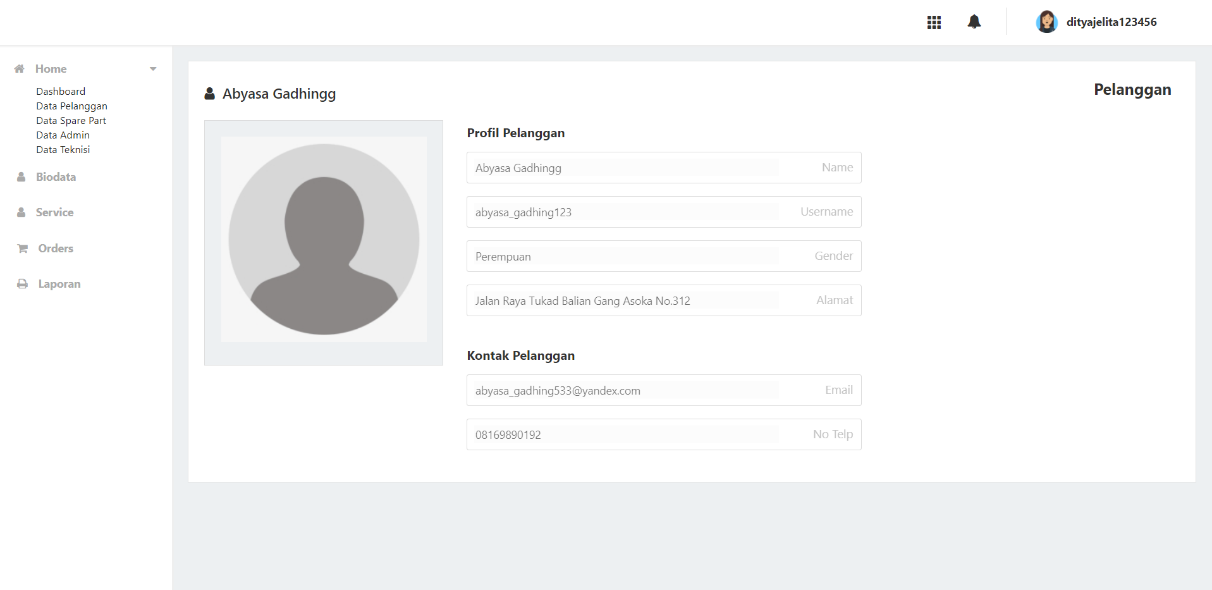 dityajelita123456
Home
Dashboard
Data Pelanggan
Data Spare Part
Data Admin
Data Teknisi
Biodata
Service
Orders
Laporan
Abyasa Gadhingg
Pelanggan
Profil Pelanggan
Abyasa Gadhingg Name
abyasa_gadhing123 Username
Perempuan Gender
Jalan Raya Tukad Balian Gang Asoka No.312 Alamat
Kontak Pelanggan
abyasa_gadhing533@yandex.com Email
08169890192 No Telp